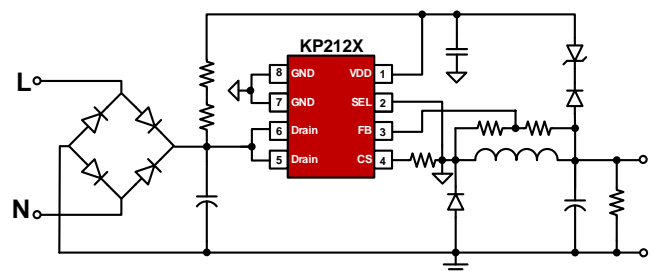 KP212X
8 GND VDD 1
L
7 GND SEL 2
6 Drain FB 3
5 Drain CS 4
N